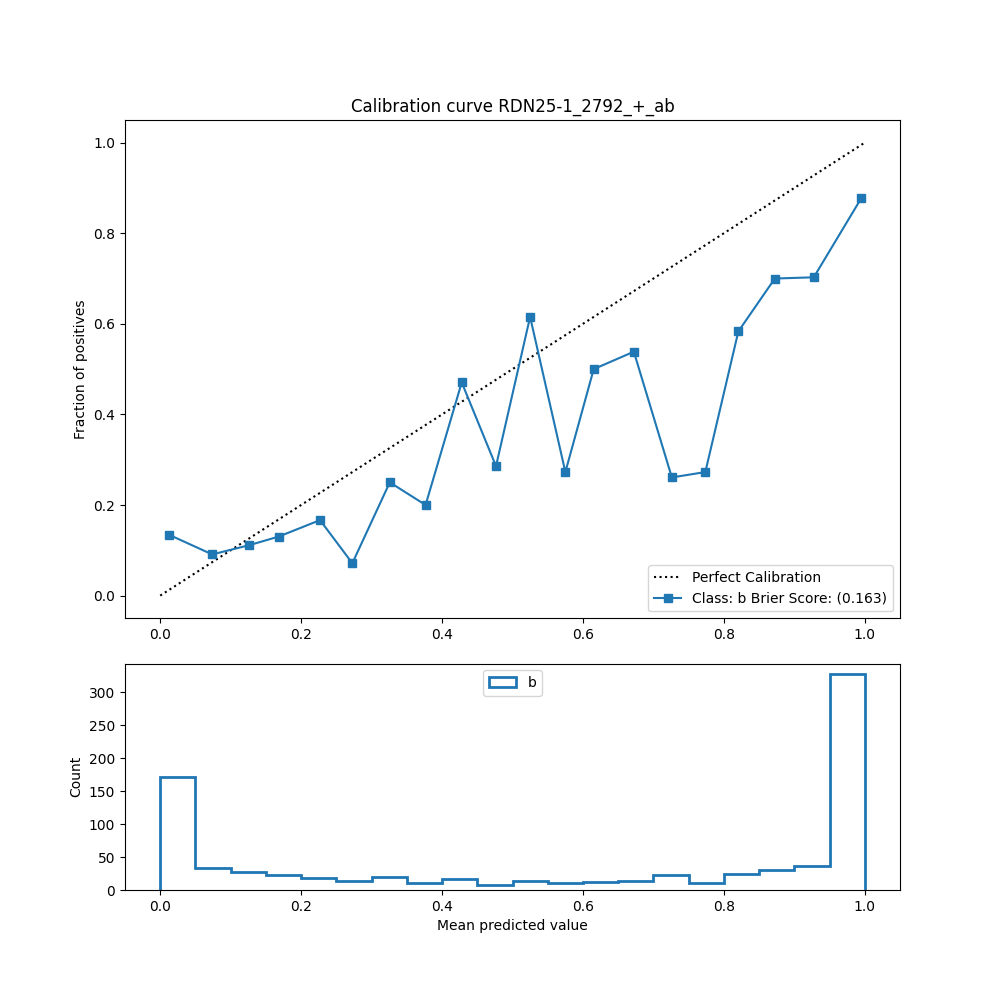 Calibration curve RDN25-1_2792_+_ab
Fraction of positives
1.0
0.8
0.6
0.4
0.2
0.0
Perfect Calibration
Class: b Brier Score: (0.163)
0.0 0.2 0.4 0.6 0.8 1.0
b
Count
300
250
200
150
100
50
0
0.0 0.2 0.4 0.6 0.8 1.0
Mean predicted value